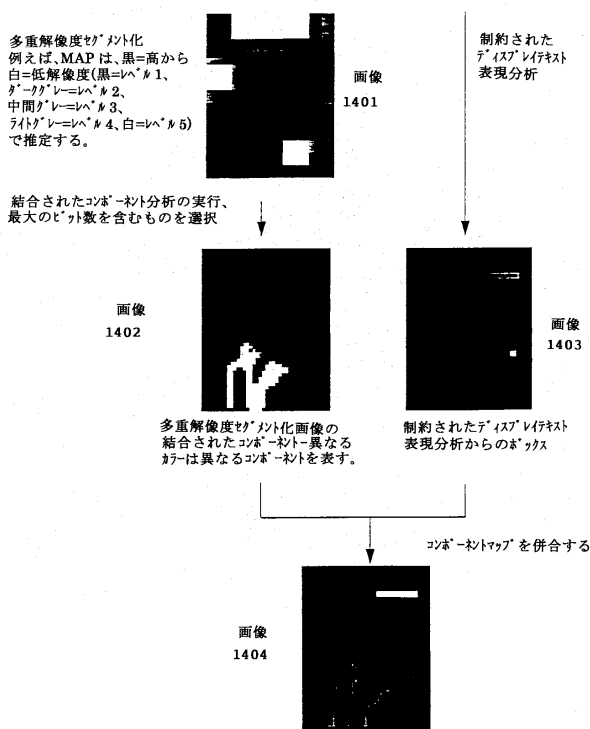 多重解像度ｾｸﾞﾒﾝﾄ化
例えば、MAPは、黒=高から
白=低解像度(黒=ﾚﾍﾞﾙ1、
ﾀﾞｰｸｸﾞﾚｰ=ﾚﾍﾞﾙ2、
中間ｸﾞﾚｰ=ﾚﾍﾞﾙ3、
ﾗｲﾄｸﾞﾚｰ=ﾚﾍﾞﾙ4、白=ﾚﾍﾞﾙ5)
で推定する。
画像
1401
制約された
ﾃﾞｨｽﾌﾟﾚｲﾃｷｽﾄ
表現分析
結合されたｺﾝﾎﾟｰﾈﾝﾄ分析の実行、
最大のﾋﾞｯﾄ数を含むものを選択
画像
1402
画像
1403
多重解像度ｾｸﾞﾒﾝﾄ化画像の
結合されたｺﾝﾎﾟｰﾈﾝﾄｰ異なる
ｶﾗｰは異なるｺﾝﾎﾟｰﾈﾝﾄを表す。
制約されたﾃﾞｨｽﾌﾟﾚｲﾃｷｽﾄ
表現分析からのﾎﾞｯｸｽ
ｺﾝﾎﾟｰﾈﾝﾄﾏｯﾌﾟを併合する
画像
1404